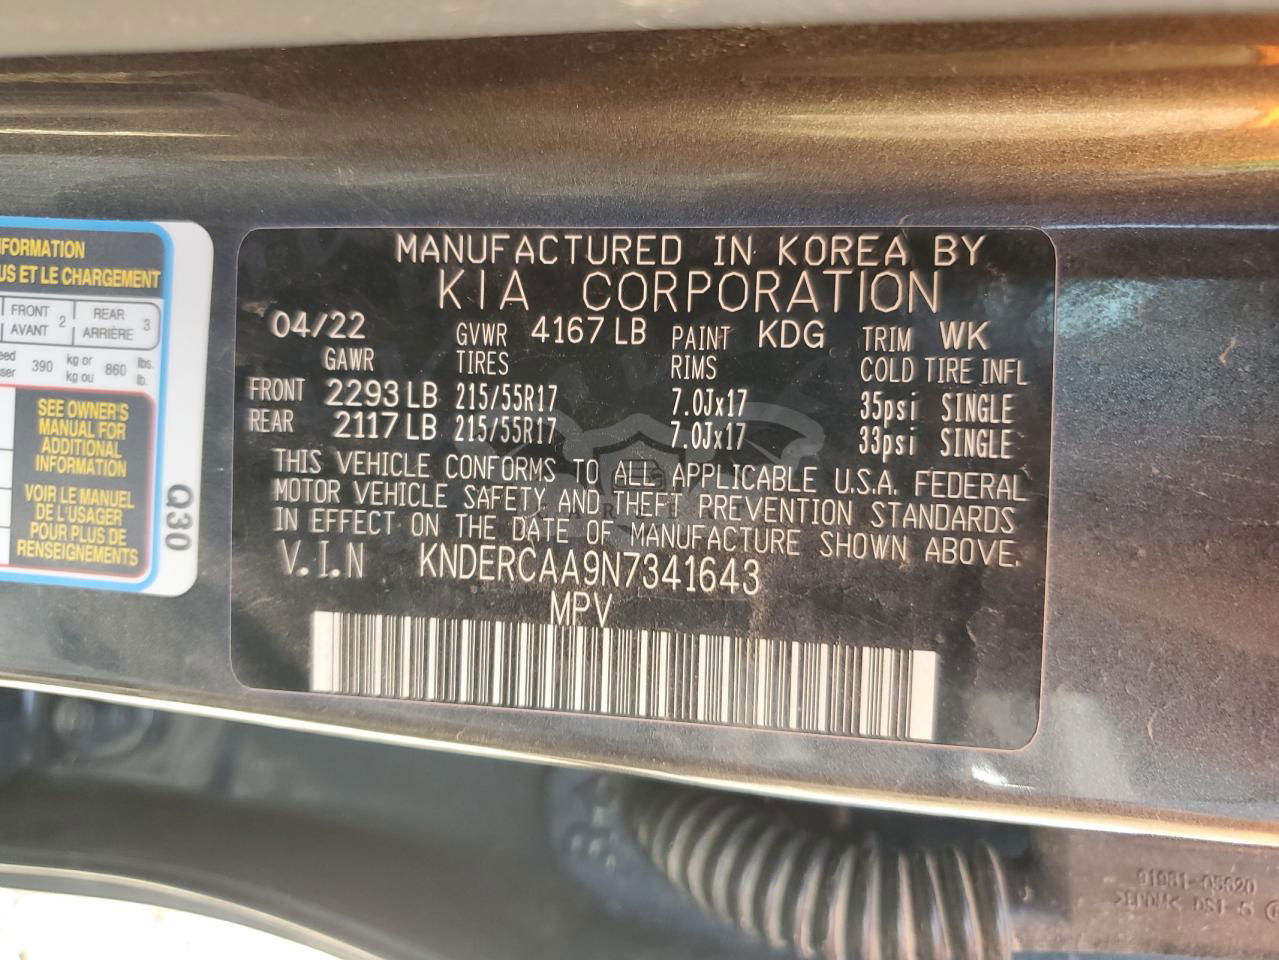 NFORMATION
US ET LE CHARGEMENT
FRONT 2 REAR 3
AVANT ARRIÈRE
390 kg or 860 lbs.
kg ou lb.
SEE OWNER'S
MANUAL FOR
ADDITIONAL
INFORMATION
VOIR LE MANUEL
DE L'USAGER
POUR PLUS DE
RENSEIGNEMENTS
Q30
MANUFACTURED IN KOREA BY
KIA CORPORATION
04/22 GVWR 4167 LB PAINT KDG TRIM WK
GAWR TIRES RIMS COLD TIRE INFL
FRONT 2293 LB 215/55R17 7.0Jx17 35psi SINGLE
REAR 2117 LB 215/55R17 7.0Jx17 33psi SINGLE
THIS VEHICLE CONFORMS TO ALL APPLICABLE U.S.A. FEDERAL
MOTOR VEHICLE SAFETY AND THEFT PREVENTION STANDARDS
IN EFFECT ON THE DATE OF MANUFACTURE SHOWN ABOVE.
V.I.N KNDERCAA9N7341643
MPV
91981-05620